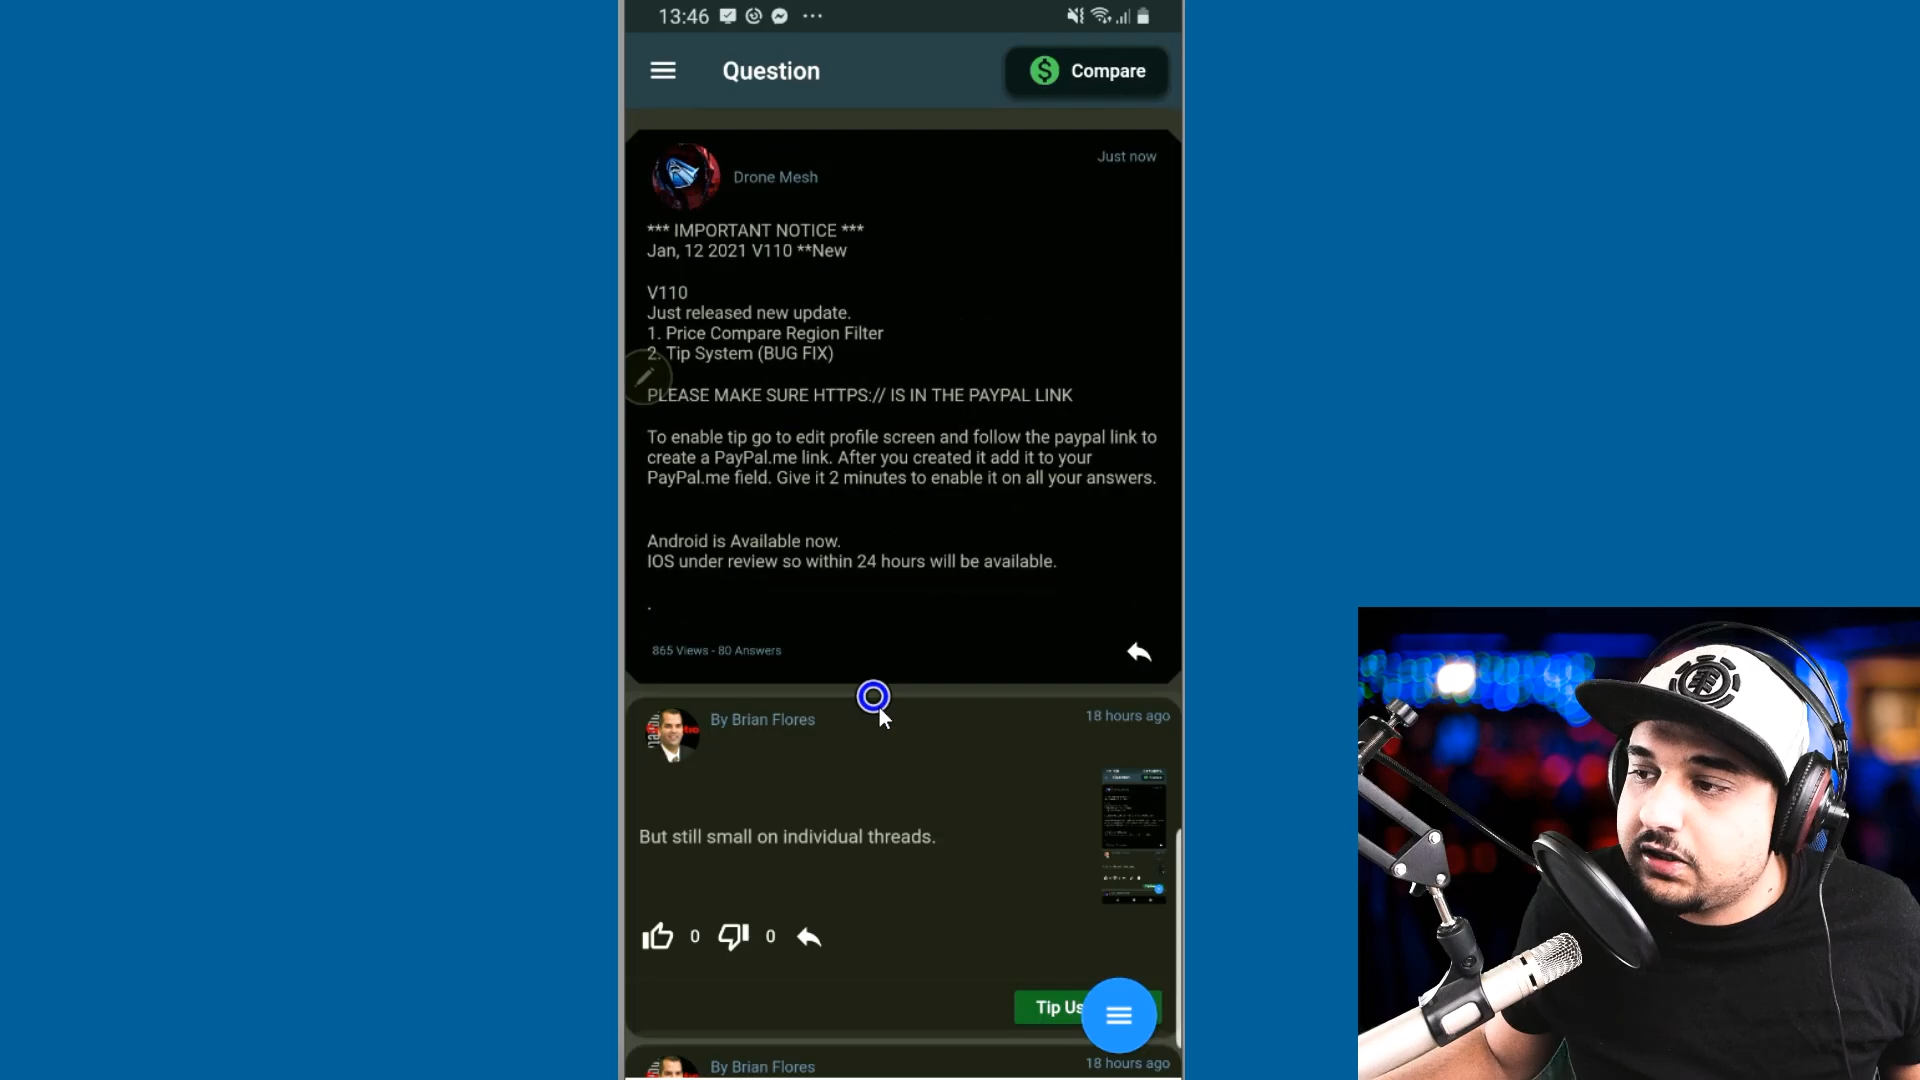 13:46
Question
Compare
Just now
Drone Mesh
*** IMPORTANT NOTICE ***
Jan, 12 2021 V110 **New
V110
Just released new update.
1. Price Compare Region Filter
2. Tip System (BUG FIX)
PLEASE MAKE SURE HTTPS:// IS IN THE PAYPAL LINK
To enable tip go to edit profile screen and follow the paypal link to
create a PayPal.me link. After you created it add it to your
PayPal.me field. Give it 2 minutes to enable it on all your answers.
Android is Available now.
IOS under review so within 24 hours will be available.
.
865 Views - 80 Answers
By Brian Flores
18 hours ago
But still small on individual threads.
0
0
Tip Us
By Brian Flores
18 hours ago